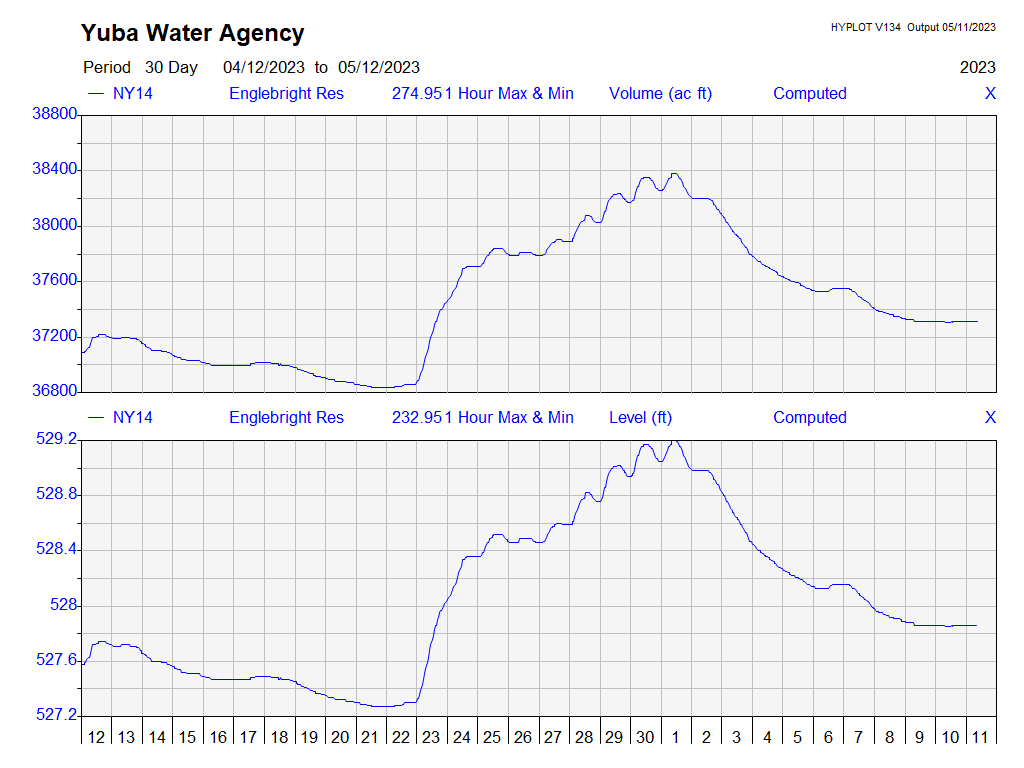 Yuba Water Agency
HYPLOT V134 Output 05/11/2023
Period 30 Day 04/12/2023 to 05/12/2023
2023
NY14 Englebright Res 274.951 Hour Max & Min Volume (ac ft) Computed X
38800
38400
38000
37600
37200
36800
NY14 Englebright Res 232.951 Hour Max & Min Level (ft) Computed X
529.2
528.8
528.4
528
527.6
527.2
12 13 14 15 16 17 18 19 20 21 22 23 24 25 26 27 28 29 30 1 2 3 4 5 6 7 8 9 10 11